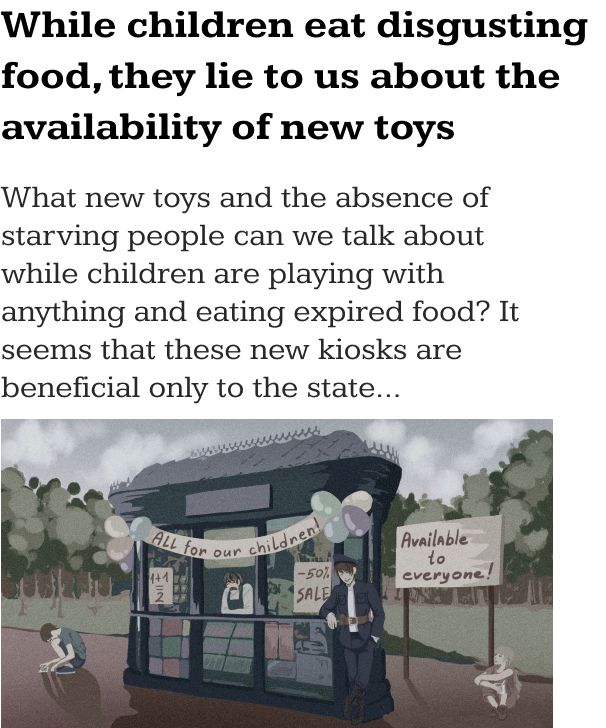 While children eat disgusting
food, they lie to us about the
availability of new toys
What new toys and the absence of
starving people can we talk about
while children are playing with
anything and eating expired food? It
seems that these new kiosks are
beneficial only to the state...
ALL for our children!
1+1
2
-50%
SALE
Available
to
everyone!